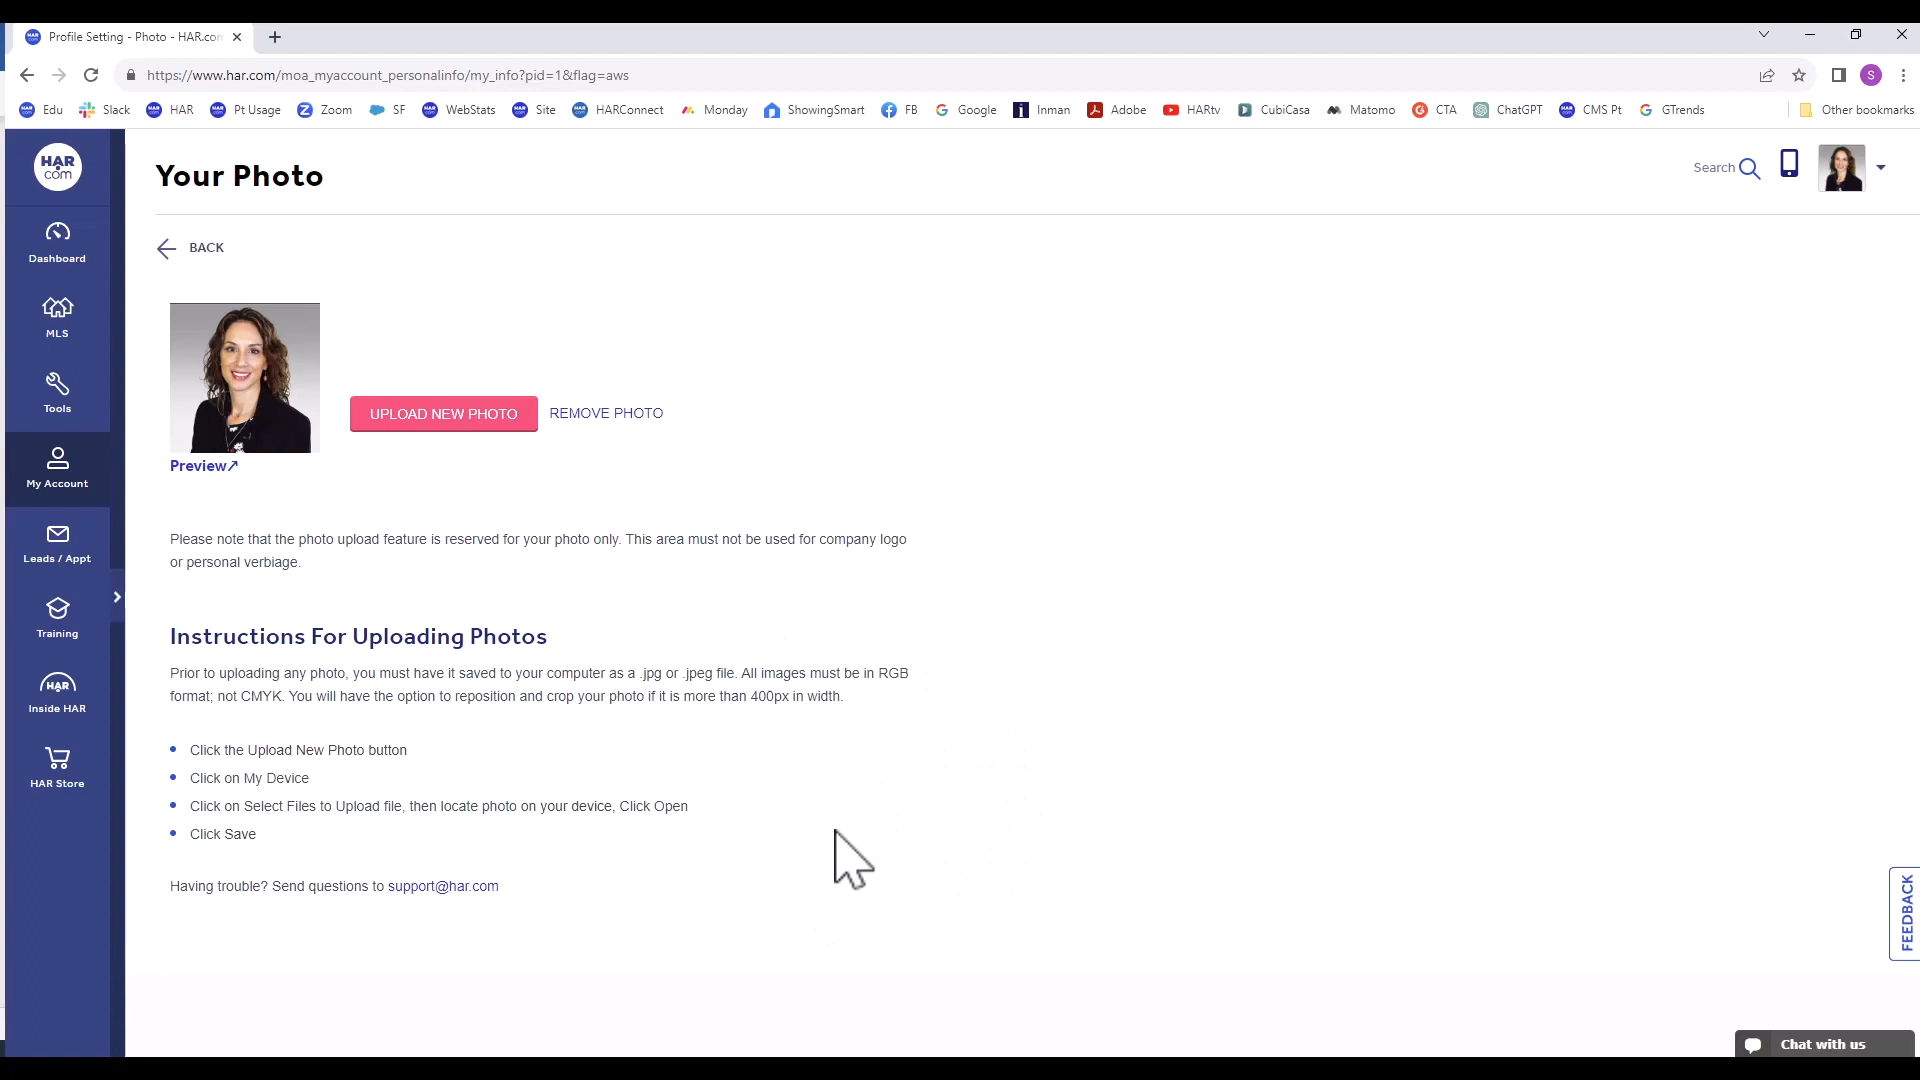 Profile Setting - Photo - HAR.com
https://www.har.com/moa_myaccount_personalinfo/my_info?pid=1&flag=aws
S
Edu Slack HAR Pt Usage Zoom SF WebStats Site HARConnect Monday ShowingSmart FB Google Inman Adobe HARtv CubiCasa Matomo CTA ChatGPT CMS Pt GTrends Other bookmarks
HAR
com
Your Photo
Search
BACK
Dashboard
MLS
Tools
My Account
Leads / Appt
Training
HAR
Inside HAR
HAR Store
UPLOAD NEW PHOTO REMOVE PHOTO
Preview↗
Please note that the photo upload feature is reserved for your photo only. This area must not be used for company logo
or personal verbiage.
Instructions For Uploading Photos
Prior to uploading any photo, you must have it saved to your computer as a .jpg or .jpeg file. All images must be in RGB
format; not CMYK. You will have the option to reposition and crop your photo if it is more than 400px in width.
Click the Upload New Photo button
Click on My Device
Click on Select Files to Upload file, then locate photo on your device, Click Open
Click Save
Having trouble? Send questions to support@har.com
FEEDBACK
Chat with us